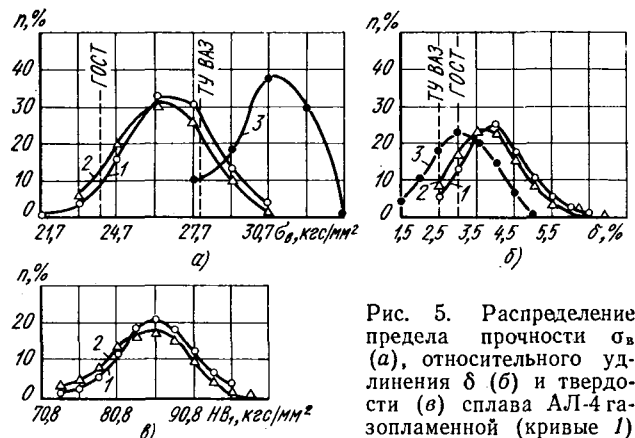 n,%
40
30
20
10
0
ГОСТ
ТУ ВАЗ
2
1
3
21,7 24,7 27,7 30,7 σв, кгс/мм²
а)
n,%
40
30
20
10
0
ТУ ВАЗ
ГОСТ
3
2
1
1,5 2,5 3,5 4,5 5,5 δ,%
б)
n,%
20
10
0
2
1
70,8 80,8 90,8 HB₁, кгс/мм²
в)
Рис. 5. Распределение
предела прочности σв
(а), относительного уд-
линения δ (б) и твердо-
сти (в) сплава АЛ-4 га-
зопламенной (кривые 1)